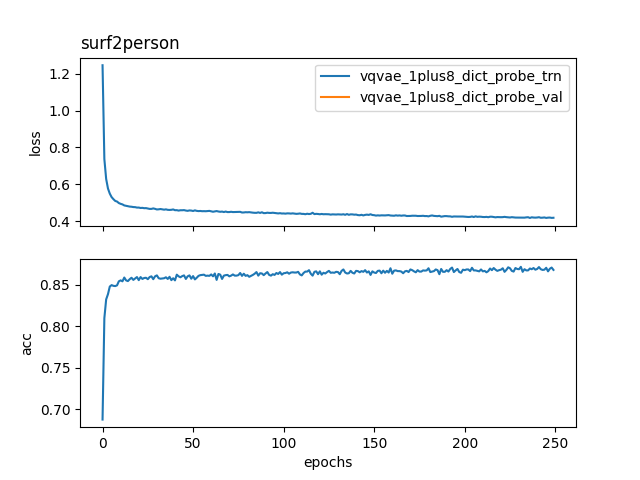 surf2person
vqvae_1plus8_dict_probe_trn
vqvae_1plus8_dict_probe_val
loss
1.2
1.0
0.8
0.6
0.4
acc
0.85
0.80
0.75
0.70
0 50 100 150 200 250
epochs